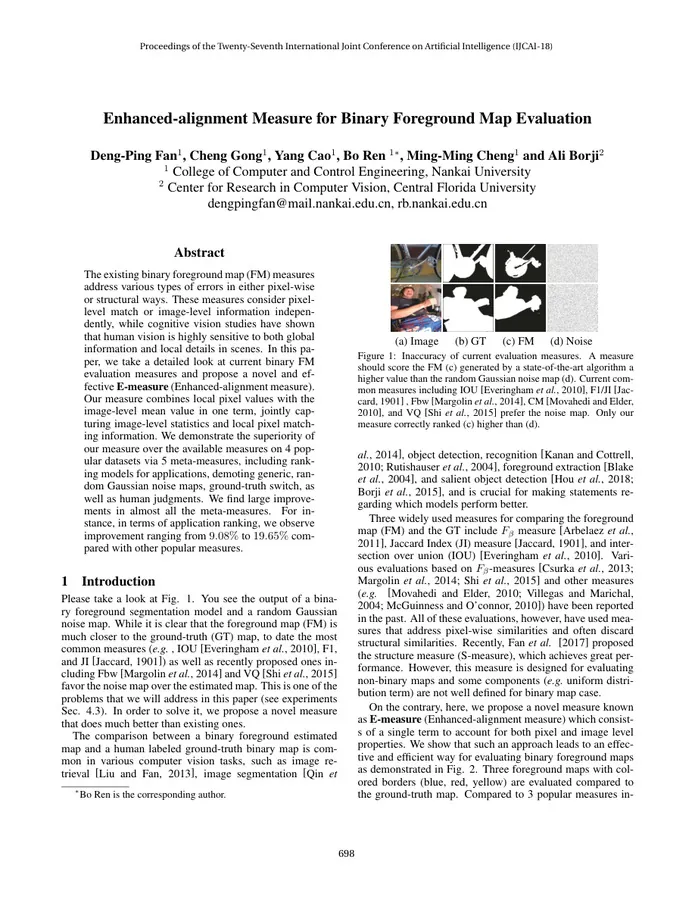 Proceedings of the Twenty-Seventh International Joint Conference on Artificial Intelligence (IJCAI-18)
Enhanced-alignment Measure for Binary Foreground Map Evaluation
Deng-Ping Fan1, Cheng Gong1, Yang Cao1, Bo Ren 1∗, Ming-Ming Cheng1 and Ali Borji2
1 College of Computer and Control Engineering, Nankai University
2 Center for Research in Computer Vision, Central Florida University
dengpingfan@mail.nankai.edu.cn, rb.nankai.edu.cn
Abstract
The existing binary foreground map (FM) measures
address various types of errors in either pixel-wise
or structural ways. These measures consider pixel-
level match or image-level information indepen-
dently, while cognitive vision studies have shown
that human vision is highly sensitive to both global
information and local details in scenes. In this pa-
per, we take a detailed look at current binary FM
evaluation measures and propose a novel and ef-
fective E-measure (Enhanced-alignment measure).
Our measure combines local pixel values with the
image-level mean value in one term, jointly cap-
turing image-level statistics and local pixel match-
ing information. We demonstrate the superiority of
our measure over the available measures on 4 pop-
ular datasets via 5 meta-measures, including rank-
ing models for applications, demoting generic, ran-
dom Gaussian noise maps, ground-truth switch, as
well as human judgments. We find large improve-
ments in almost all the meta-measures. For in-
stance, in terms of application ranking, we observe
improvement ranging from 9.08% to 19.65% com-
pared with other popular measures.
1 Introduction
Please take a look at Fig. 1. You see the output of a bina-
ry foreground segmentation model and a random Gaussian
noise map. While it is clear that the foreground map (FM) is
much closer to the ground-truth (GT) map, to date the most
common measures (e.g. , IOU [Everingham et al., 2010], F1,
and JI [Jaccard, 1901]) as well as recently proposed ones in-
cluding Fbw [Margolin et al., 2014] and VQ [Shi et al., 2015]
favor the noise map over the estimated map. This is one of the
problems that we will address in this paper (see experiments
Sec. 4.3). In order to solve it, we propose a novel measure
that does much better than existing ones.
The comparison between a binary foreground estimated
map and a human labeled ground-truth binary map is com-
mon in various computer vision tasks, such as image re-
trieval [Liu and Fan, 2013], image segmentation [Qin et
∗Bo Ren is the corresponding author.
(a) Image (b) GT (c) FM (d) Noise
Figure 1: Inaccuracy of current evaluation measures. A measure
should score the FM (c) generated by a state-of-the-art algorithm a
higher value than the random Gaussian noise map (d). Current com-
mon measures including IOU [Everingham et al., 2010], F1/JI [Jac-
card, 1901] , Fbw [Margolin et al., 2014], CM [Movahedi and Elder,
2010], and VQ [Shi et al., 2015] prefer the noise map. Only our
measure correctly ranked (c) higher than (d).
al., 2014], object detection, recognition [Kanan and Cottrell,
2010; Rutishauser et al., 2004], foreground extraction [Blake
et al., 2004], and salient object detection [Hou et al., 2018;
Borji et al., 2015], and is crucial for making statements re-
garding which models perform better.
Three widely used measures for comparing the foreground
map (FM) and the GT include Fβ measure [Arbelaez et al.,
2011], Jaccard Index (JI) measure [Jaccard, 1901], and inter-
section over union (IOU) [Everingham et al., 2010]. Vari-
ous evaluations based on Fβ-measures [Csurka et al., 2013;
Margolin et al., 2014; Shi et al., 2015] and other measures
(e.g. [Movahedi and Elder, 2010; Villegas and Marichal,
2004; McGuinness and O'connor, 2010]) have been reported
in the past. All of these evaluations, however, have used mea-
sures that address pixel-wise similarities and often discard
structural similarities. Recently, Fan et al. [2017] proposed
the structure measure (S-measure), which achieves great per-
formance. However, this measure is designed for evaluating
non-binary maps and some components (e.g. uniform distri-
bution term) are not well defined for binary map case.
On the contrary, here, we propose a novel measure known
as E-measure (Enhanced-alignment measure) which consist-
s of a single term to account for both pixel and image level
properties. We show that such an approach leads to an effec-
tive and efficient way for evaluating binary foreground maps
as demonstrated in Fig. 2. Three foreground maps with col-
ored borders (blue, red, yellow) are evaluated compared to
the ground-truth map. Compared to 3 popular measures in-
698